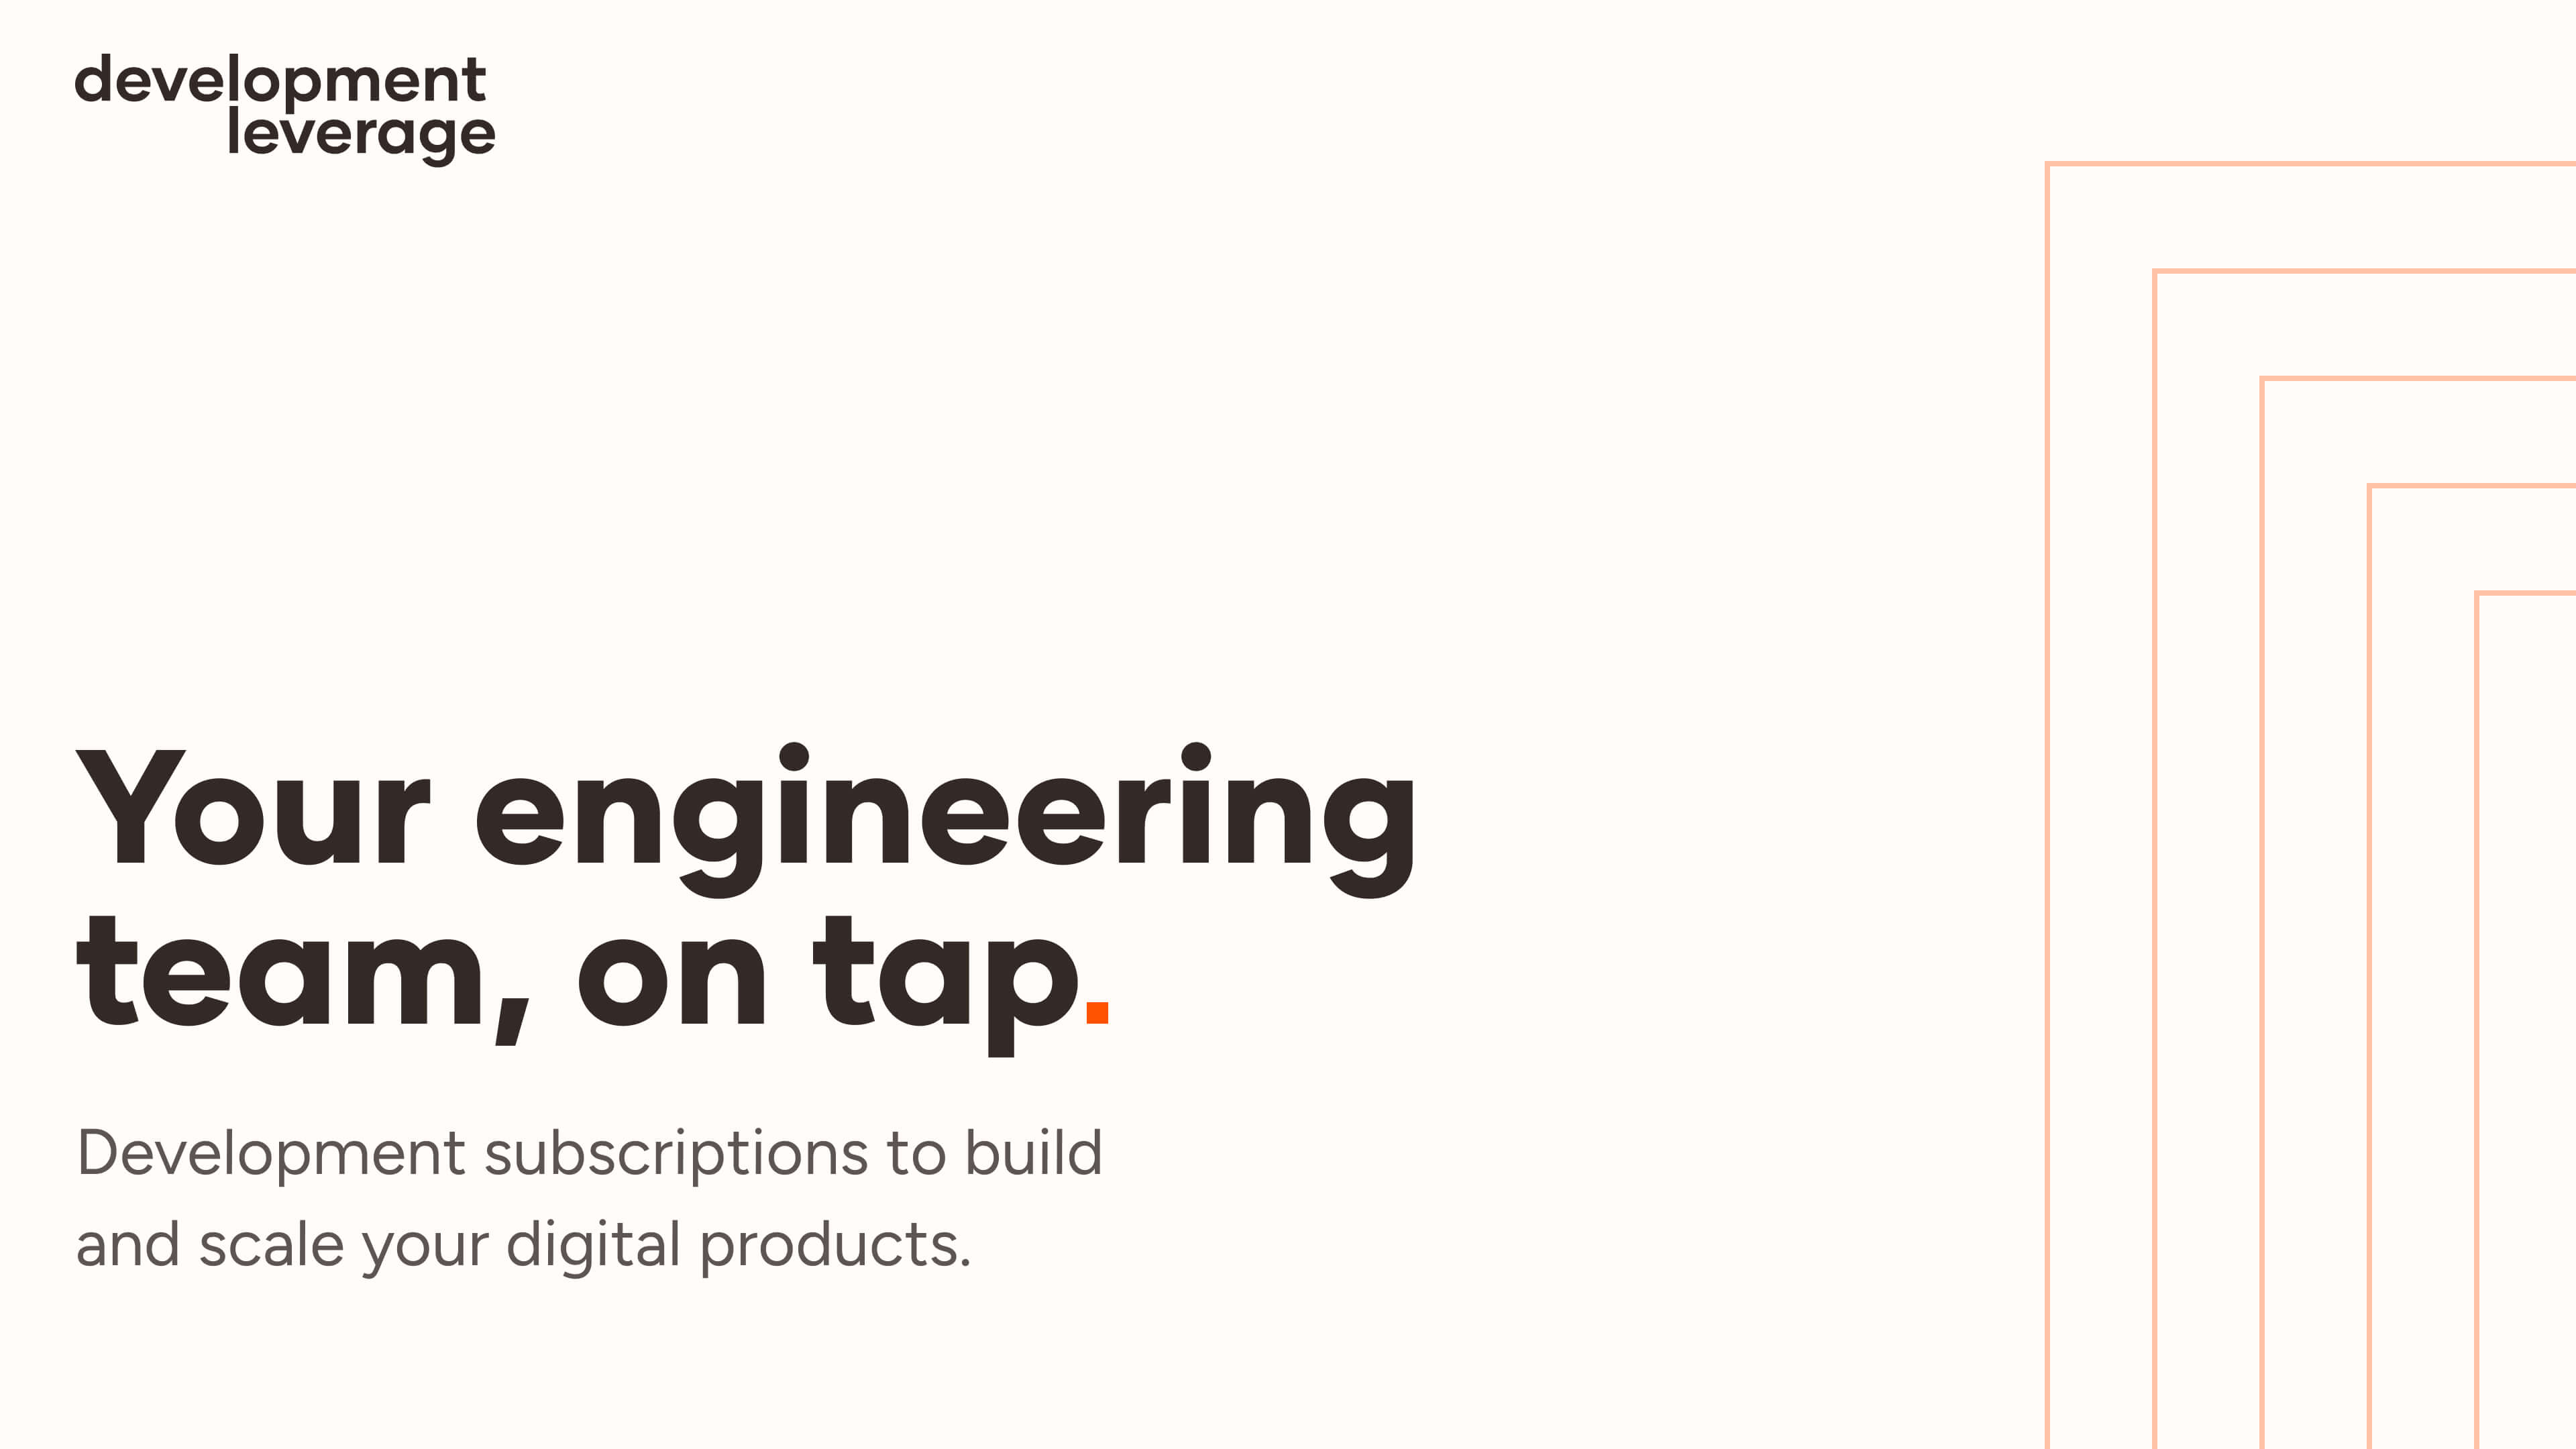 development
leverage
Your engineering
team, on tap.
Development subscriptions to build
and scale your digital products.